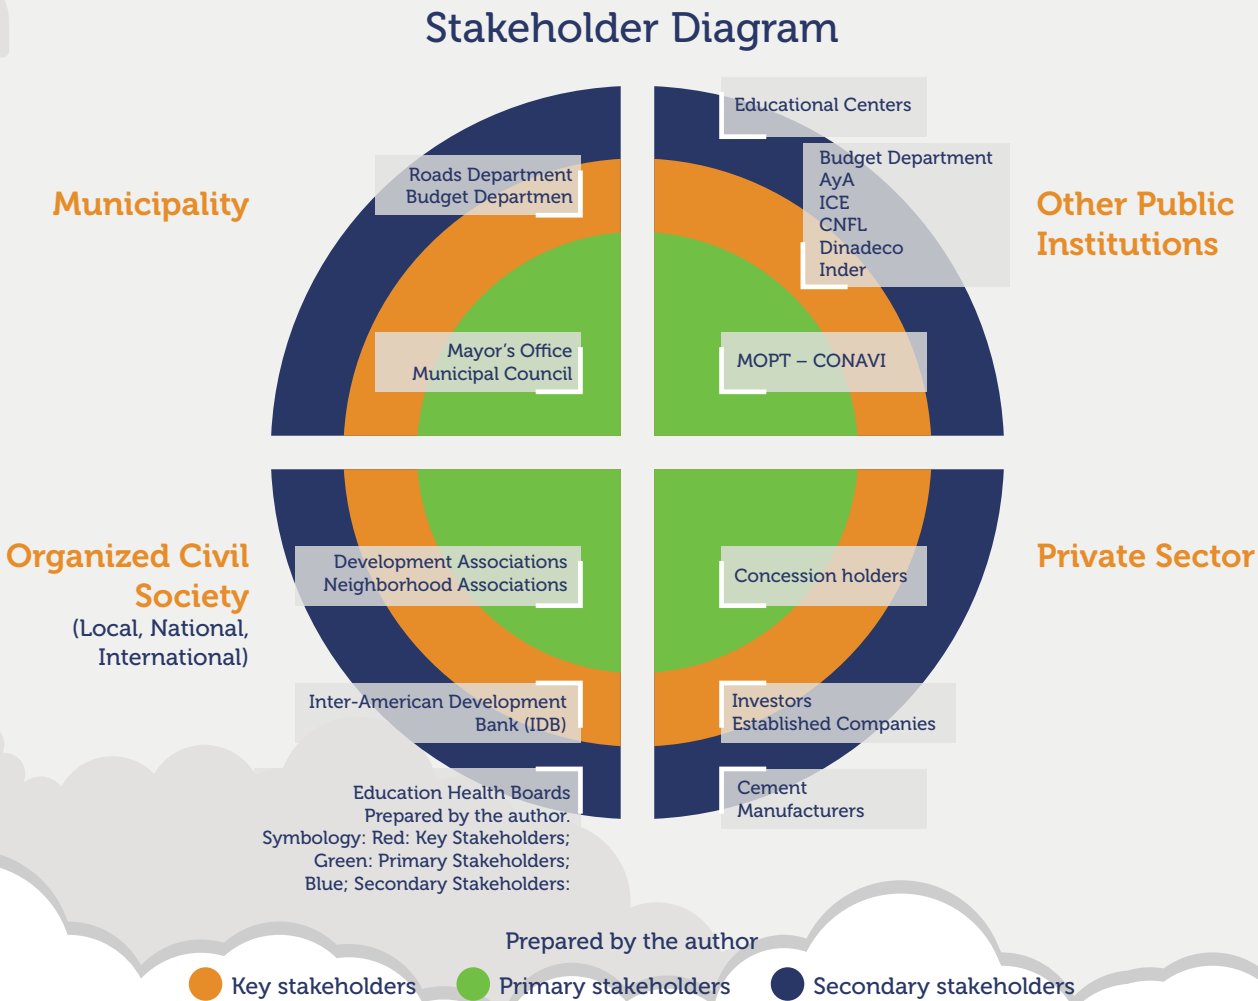 Stakeholder Diagram
Municipality
Roads Department
Budget Departmen
Mayor's Office
Municipal Council
Educational Centers
Budget Department
AyA
ICE
CNFL
Dinadeco
Inder
MOPT – CONAVI
Other Public
Institutions
Organized Civil
Society
(Local, National,
International)
Development Associations
Neighborhood Associations
Inter-American Development
Bank (IDB)
Education Health Boards
Prepared by the author.
Symbology: Red: Key Stakeholders;
Green: Primary Stakeholders;
Blue; Secondary Stakeholders:
Concession holders
Investors
Established Companies
Cement
Manufacturers
Private Sector
Prepared by the author
Key stakeholders
Primary stakeholders
Secondary stakeholders